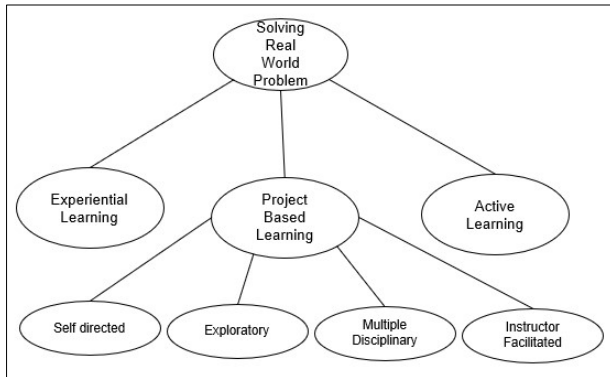 Solving
Real
World
Problem
Experiential
Learning
Project
Based
Learning
Active
Learning
Self directed
Exploratory
Multiple
Disciplinary
Instructor
Facilitated